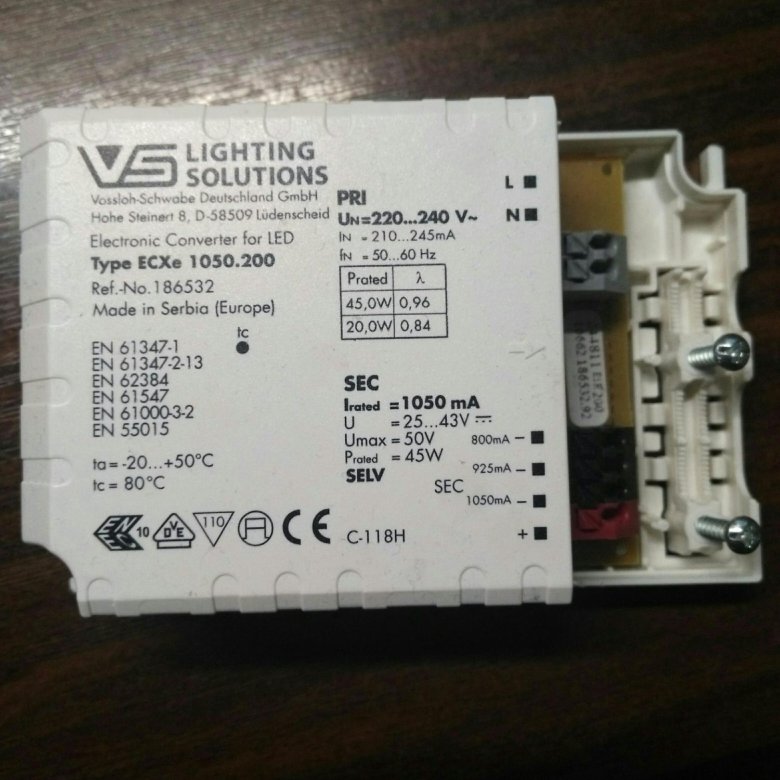 VS LIGHTING
SOLUTIONS
Vossloh-Schwabe Deutschland GmbH
Hohe Steinert 8, D-58509 Lüdenscheid
Electronic Converter for LED
Type ECXe 1050.200
Ref.-No.186532
Made in Serbia (Europe)
tc
EN 61347-1
EN 61347-2-13
EN 62384
EN 61547
EN 61000-3-2
EN 55015
ta = -20...+50°C
tc = 80°C
10
VDE
110
CE
PRI
UN=220...240 V~
IN = 210...245mA
fN = 50...60 Hz
Prated λ
45,0W 0,96
20,0W 0,84
L
N
SEC
Irated = 1050 mA
U = 25...43V
Umax = 50V
Prated = 45W
SELV
800mA –
925mA –
SEC
1050mA –
+
C-118H